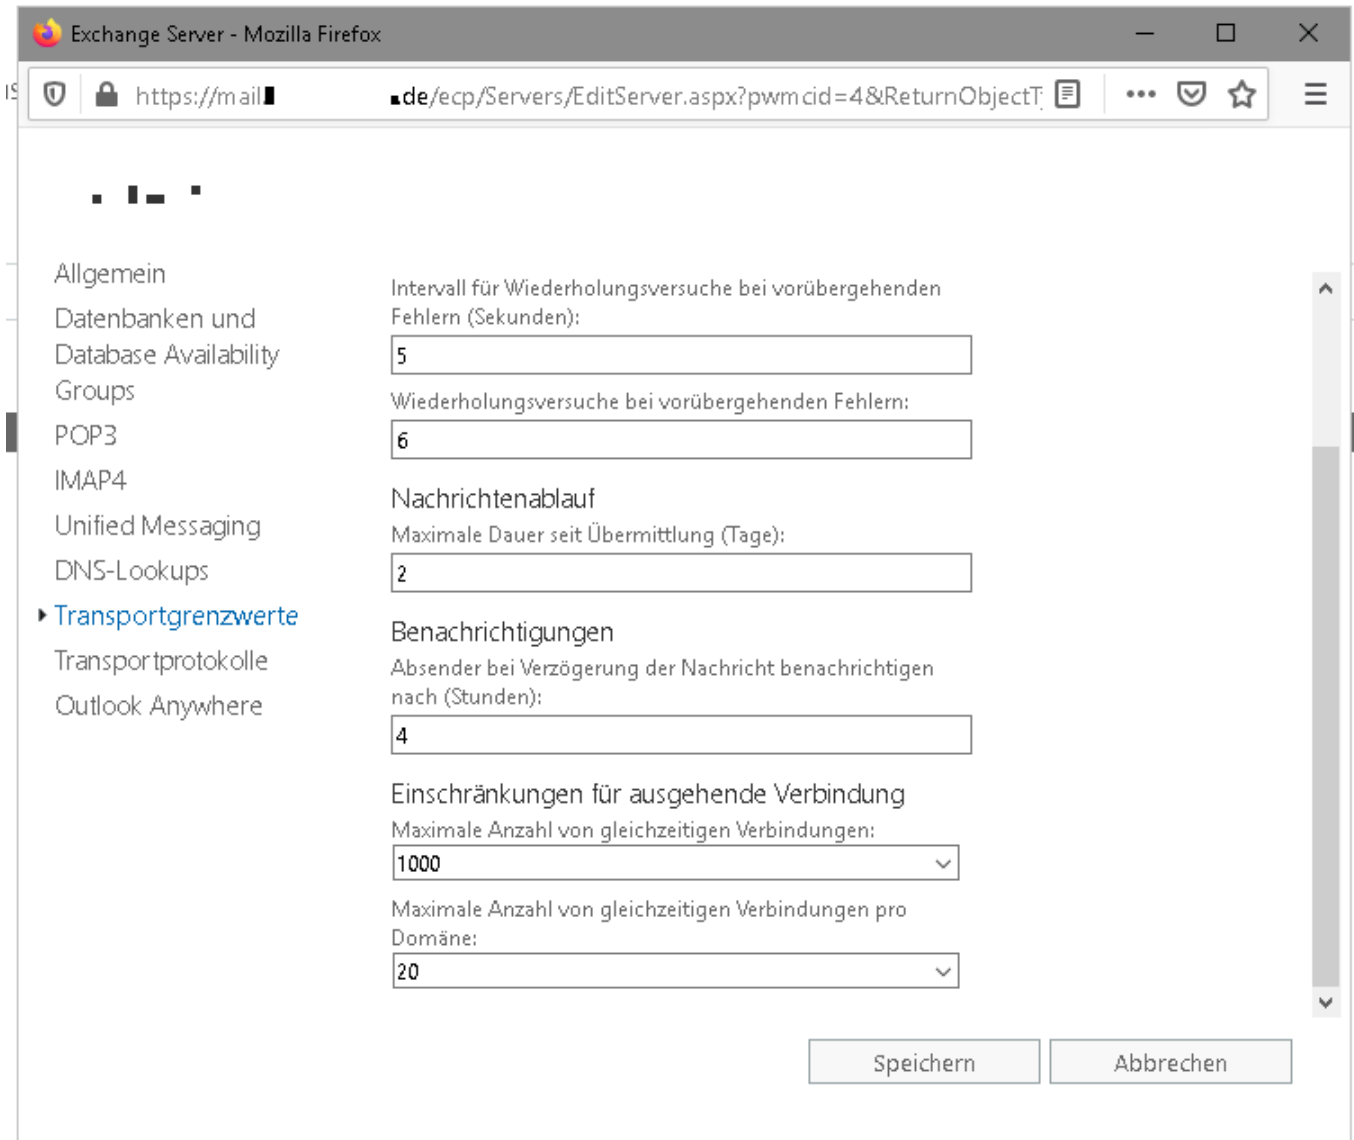 Exchange Server - Mozilla Firefox
https://mail .de/ecp/Servers/EditServer.aspx?pwmcid=4&ReturnObjectT
Allgemein
Datenbanken und
Database Availability
Groups
POP3
IMAP4
Unified Messaging
DNS-Lookups
Transportgrenzwerte
Transportprotokolle
Outlook Anywhere
Intervall für Wiederholungsversuche bei vorübergehenden
Fehlern (Sekunden):
5
Wiederholungsversuche bei vorübergehenden Fehlern:
6
Nachrichtenablauf
Maximale Dauer seit Übermittlung (Tage):
2
Benachrichtigungen
Absender bei Verzögerung der Nachricht benachrichtigen
nach (Stunden):
4
Einschränkungen für ausgehende Verbindung
Maximale Anzahl von gleichzeitigen Verbindungen:
1000
Maximale Anzahl von gleichzeitigen Verbindungen pro
Domäne:
20
Speichern
Abbrechen